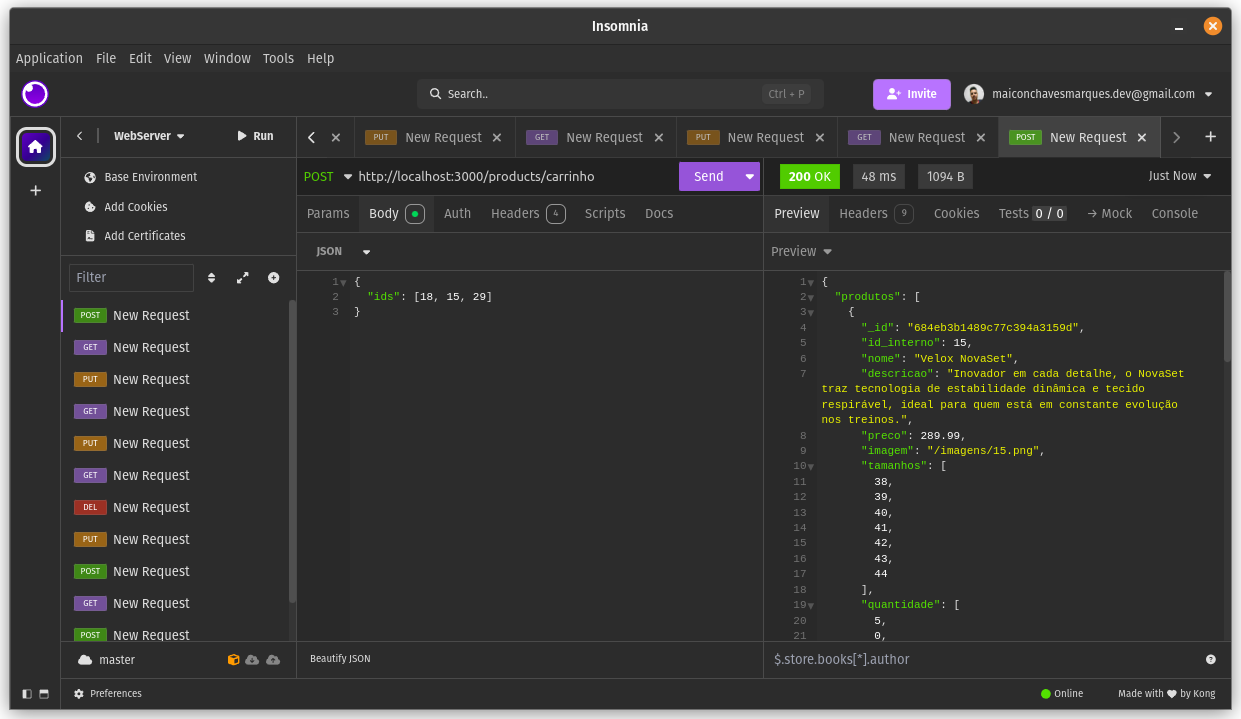 Insomnia
Application File Edit View Window Tools Help
Search.. Ctrl + P
Invite
maiconchavesmarques.dev@gmail.com
WebServer
Run
PUT New Request
GET New Request
PUT New Request
GET New Request
POST New Request
Base Environment
Add Cookies
Add Certificates
Filter
POST New Request
GET New Request
PUT New Request
GET New Request
PUT New Request
GET New Request
DEL New Request
PUT New Request
POST New Request
GET New Request
POST New Request
master
Preferences
POST http://localhost:3000/products/carrinho Send
Params Body Auth Headers 4 Scripts Docs
JSON
1 {
2 "ids": [18, 15, 29]
3 }
Beautify JSON
200 OK 48 ms 1094 B Just Now
Preview Headers 9 Cookies Tests 0 / 0 Mock Console
Preview
1 {
2 "produtos": [
3 {
4 "_id": "684eb3b1489c77c394a3159d",
5 "id_interno": 15,
6 "nome": "Velox NovaSet",
7 "descricao": "Inovador em cada detalhe, o NovaSet
traz tecnologia de estabilidade dinâmica e tecido
respirável, ideal para quem está em constante evolução
nos treinos.",
8 "preco": 289.99,
9 "imagem": "/imagens/15.png",
10 "tamanhos": [
11 38,
12 39,
13 40,
14 41,
15 42,
16 43,
17 44
18 ],
19 "quantidade": [
20 5,
21 0,
$.store.books[*].author
Online
Made with ♥ by Kong